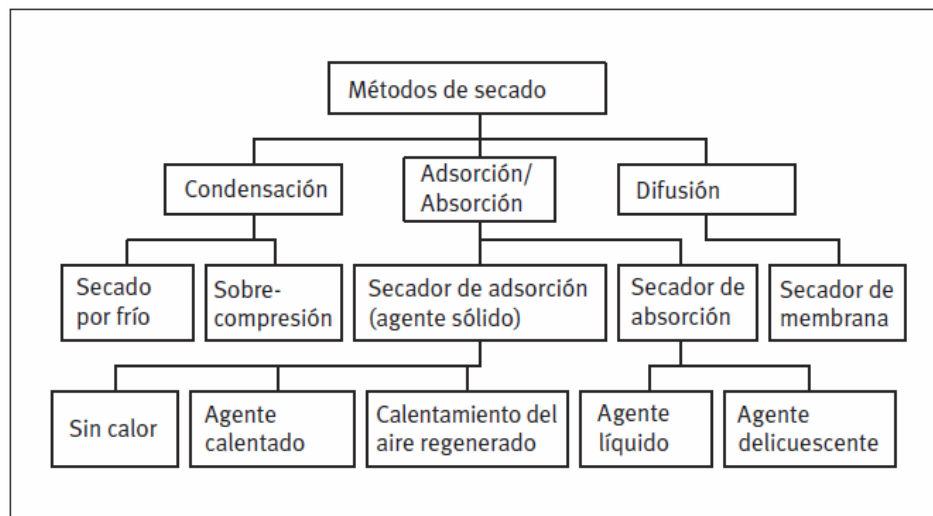 Métodos de secado
Condensación
Adsorción/
Absorción
Difusión
Secado
por frío
Sobre-
compresión
Secador de adsorción
(agente sólido)
Secador de
absorción
Secador de
membrana
Sin calor
Agente
calentado
Calentamiento del
aire regenerado
Agente
líquido
Agente
delicuescente